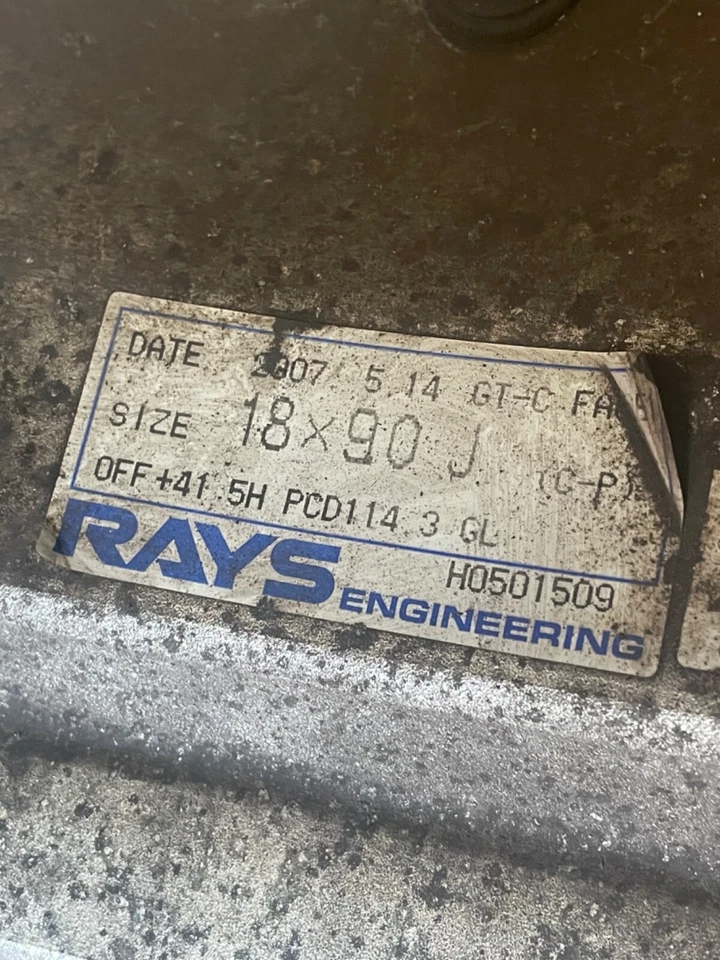 DATE 2007. 5.14 GT-C
SIZE 18×90 J (C-P)
OFF +41 5H PCD114.3 GL
H0501509
RAYS ENGINEERING